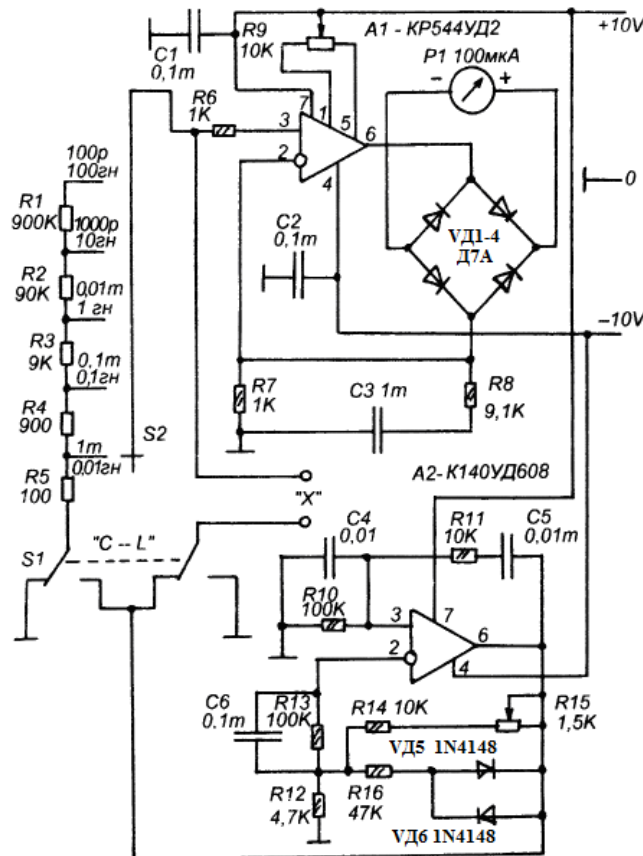 +10V
R9
10K
A1 - КР544УД2
C1
0,1m
P1 100мкА
-
+
R6
1K
7
1
3
5
6
2
4
100p
100гн
0
R1
900K
1000p
10гн
C2
0,1m
VД1-4
Д7А
R2
90K
0,01m
1 гн
-10V
R3
9K
0,1m
0,1гн
R7
1K
C3 1m
R8
9,1K
R4
900
S2
1m
0,01гн
A2- К140УД608
R5
100
"X"
C4
0,01
R11
10K
C5
0,01m
S1
"C -- L"
R10
100K
3
7
6
2
4
C6
0.1m
R13
100K
R14 10K
R15
1,5K
VД5 1N4148
R12
4,7K
R16
47K
VД6 1N4148